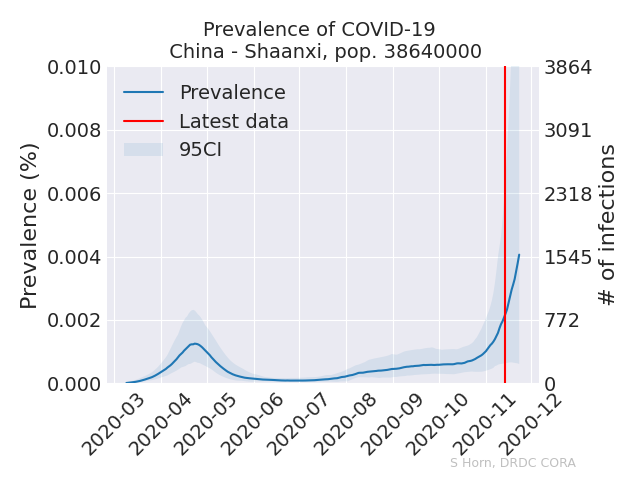 Prevalence of COVID-19
China - Shaanxi, pop. 38640000
0.010
0.008
0.006
0.004
0.002
0.000
Prevalence (%)
Prevalence
Latest data
95CI
3864
3091
2318
1545
772
0
# of infections
2020-03
2020-04
2020-05
2020-06
2020-07
2020-08
2020-09
2020-10
2020-11
2020-12
S Horn, DRDC CORA